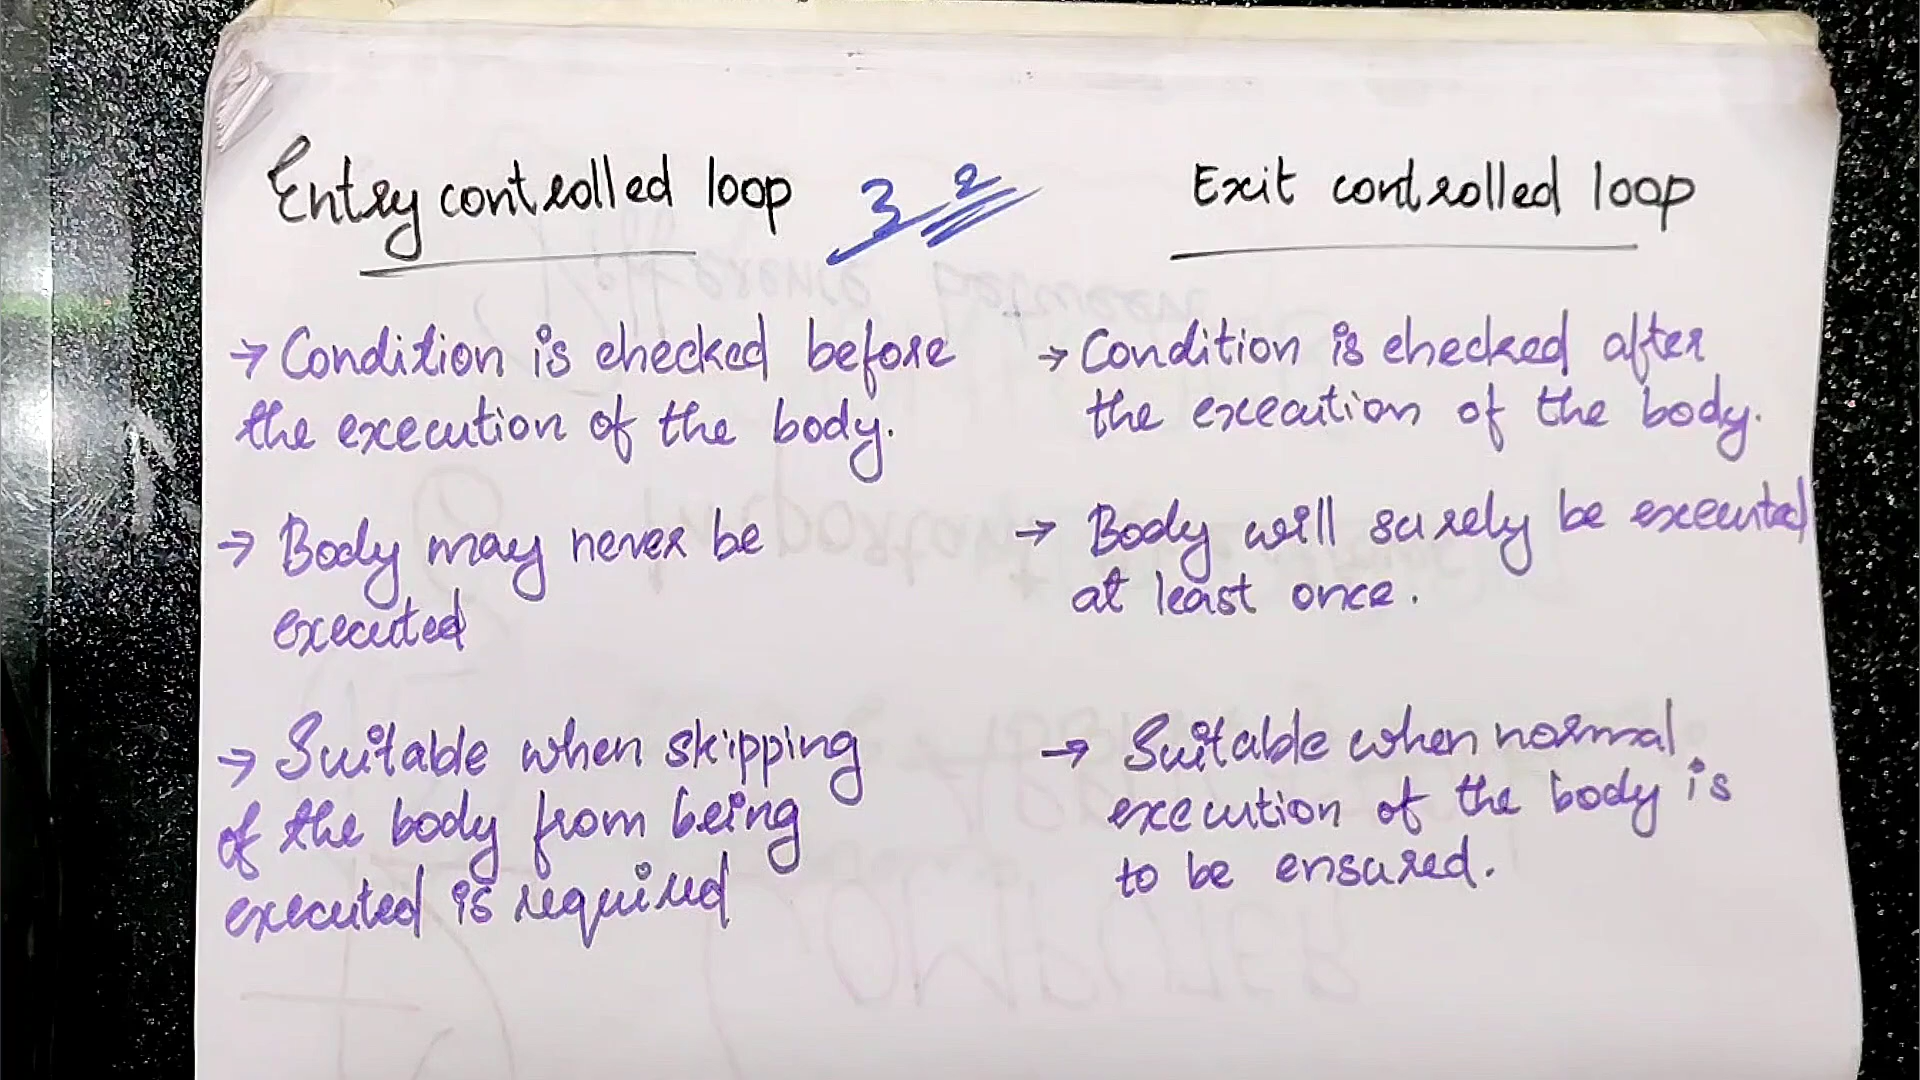 Entry controlled loop
3 2
Exit controlled loop
→ Condition is checked before
the execution of the body.
→ Body may never be
executed
→ Suitable when skipping
of the body from being
executed is required
→ Condition is checked after
the execution of the body.
→ Body will surely be executed
at least once.
→ Suitable when normal
execution of the body is
to be ensured.